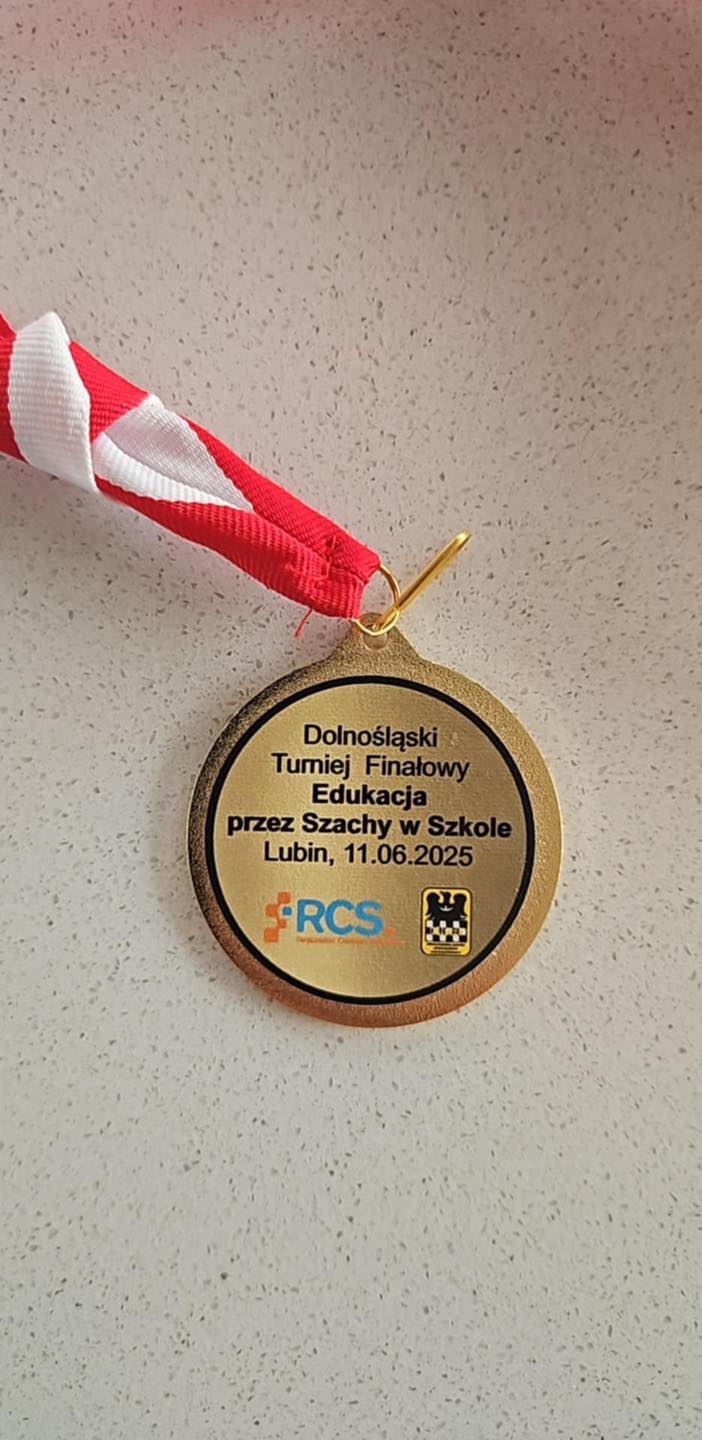 Dolnośląski
Turniej Finałowy
Edukacja
przez Szachy w Szkole
Lubin, 11.06.2025
RCS